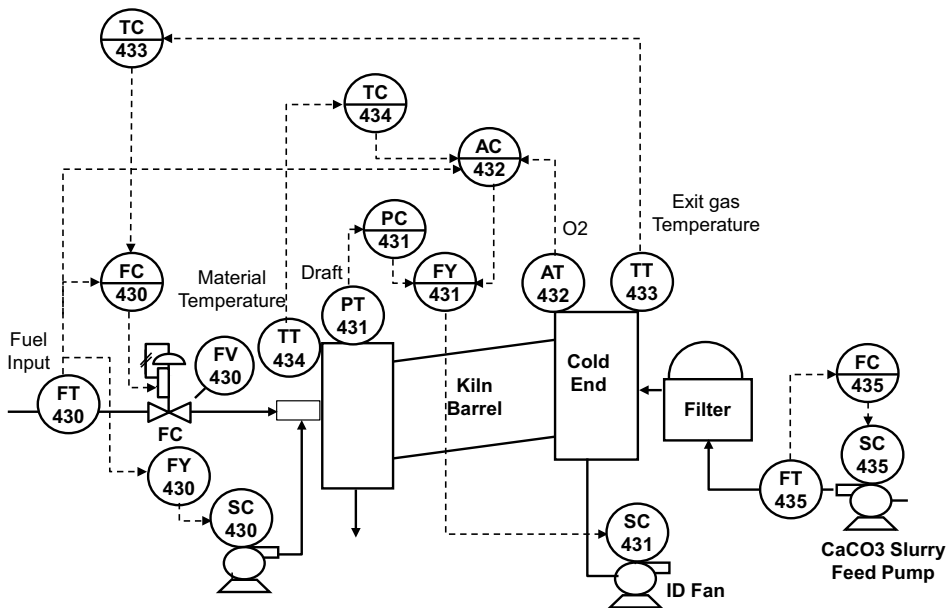 TC
433
TC
434
AC
432
PC
431
Exit gas
Temperature
O2
FC
430
Material
Temperature
Draft
FY
431
AT
432
TT
433
PT
431
Fuel
Input
FV
430
TT
434
Cold
End
FC
435
Kiln
Barrel
Filter
FT
430
FC
SC
435
FY
430
FT
435
SC
430
SC
431
CaCO3 Slurry
Feed Pump
ID Fan